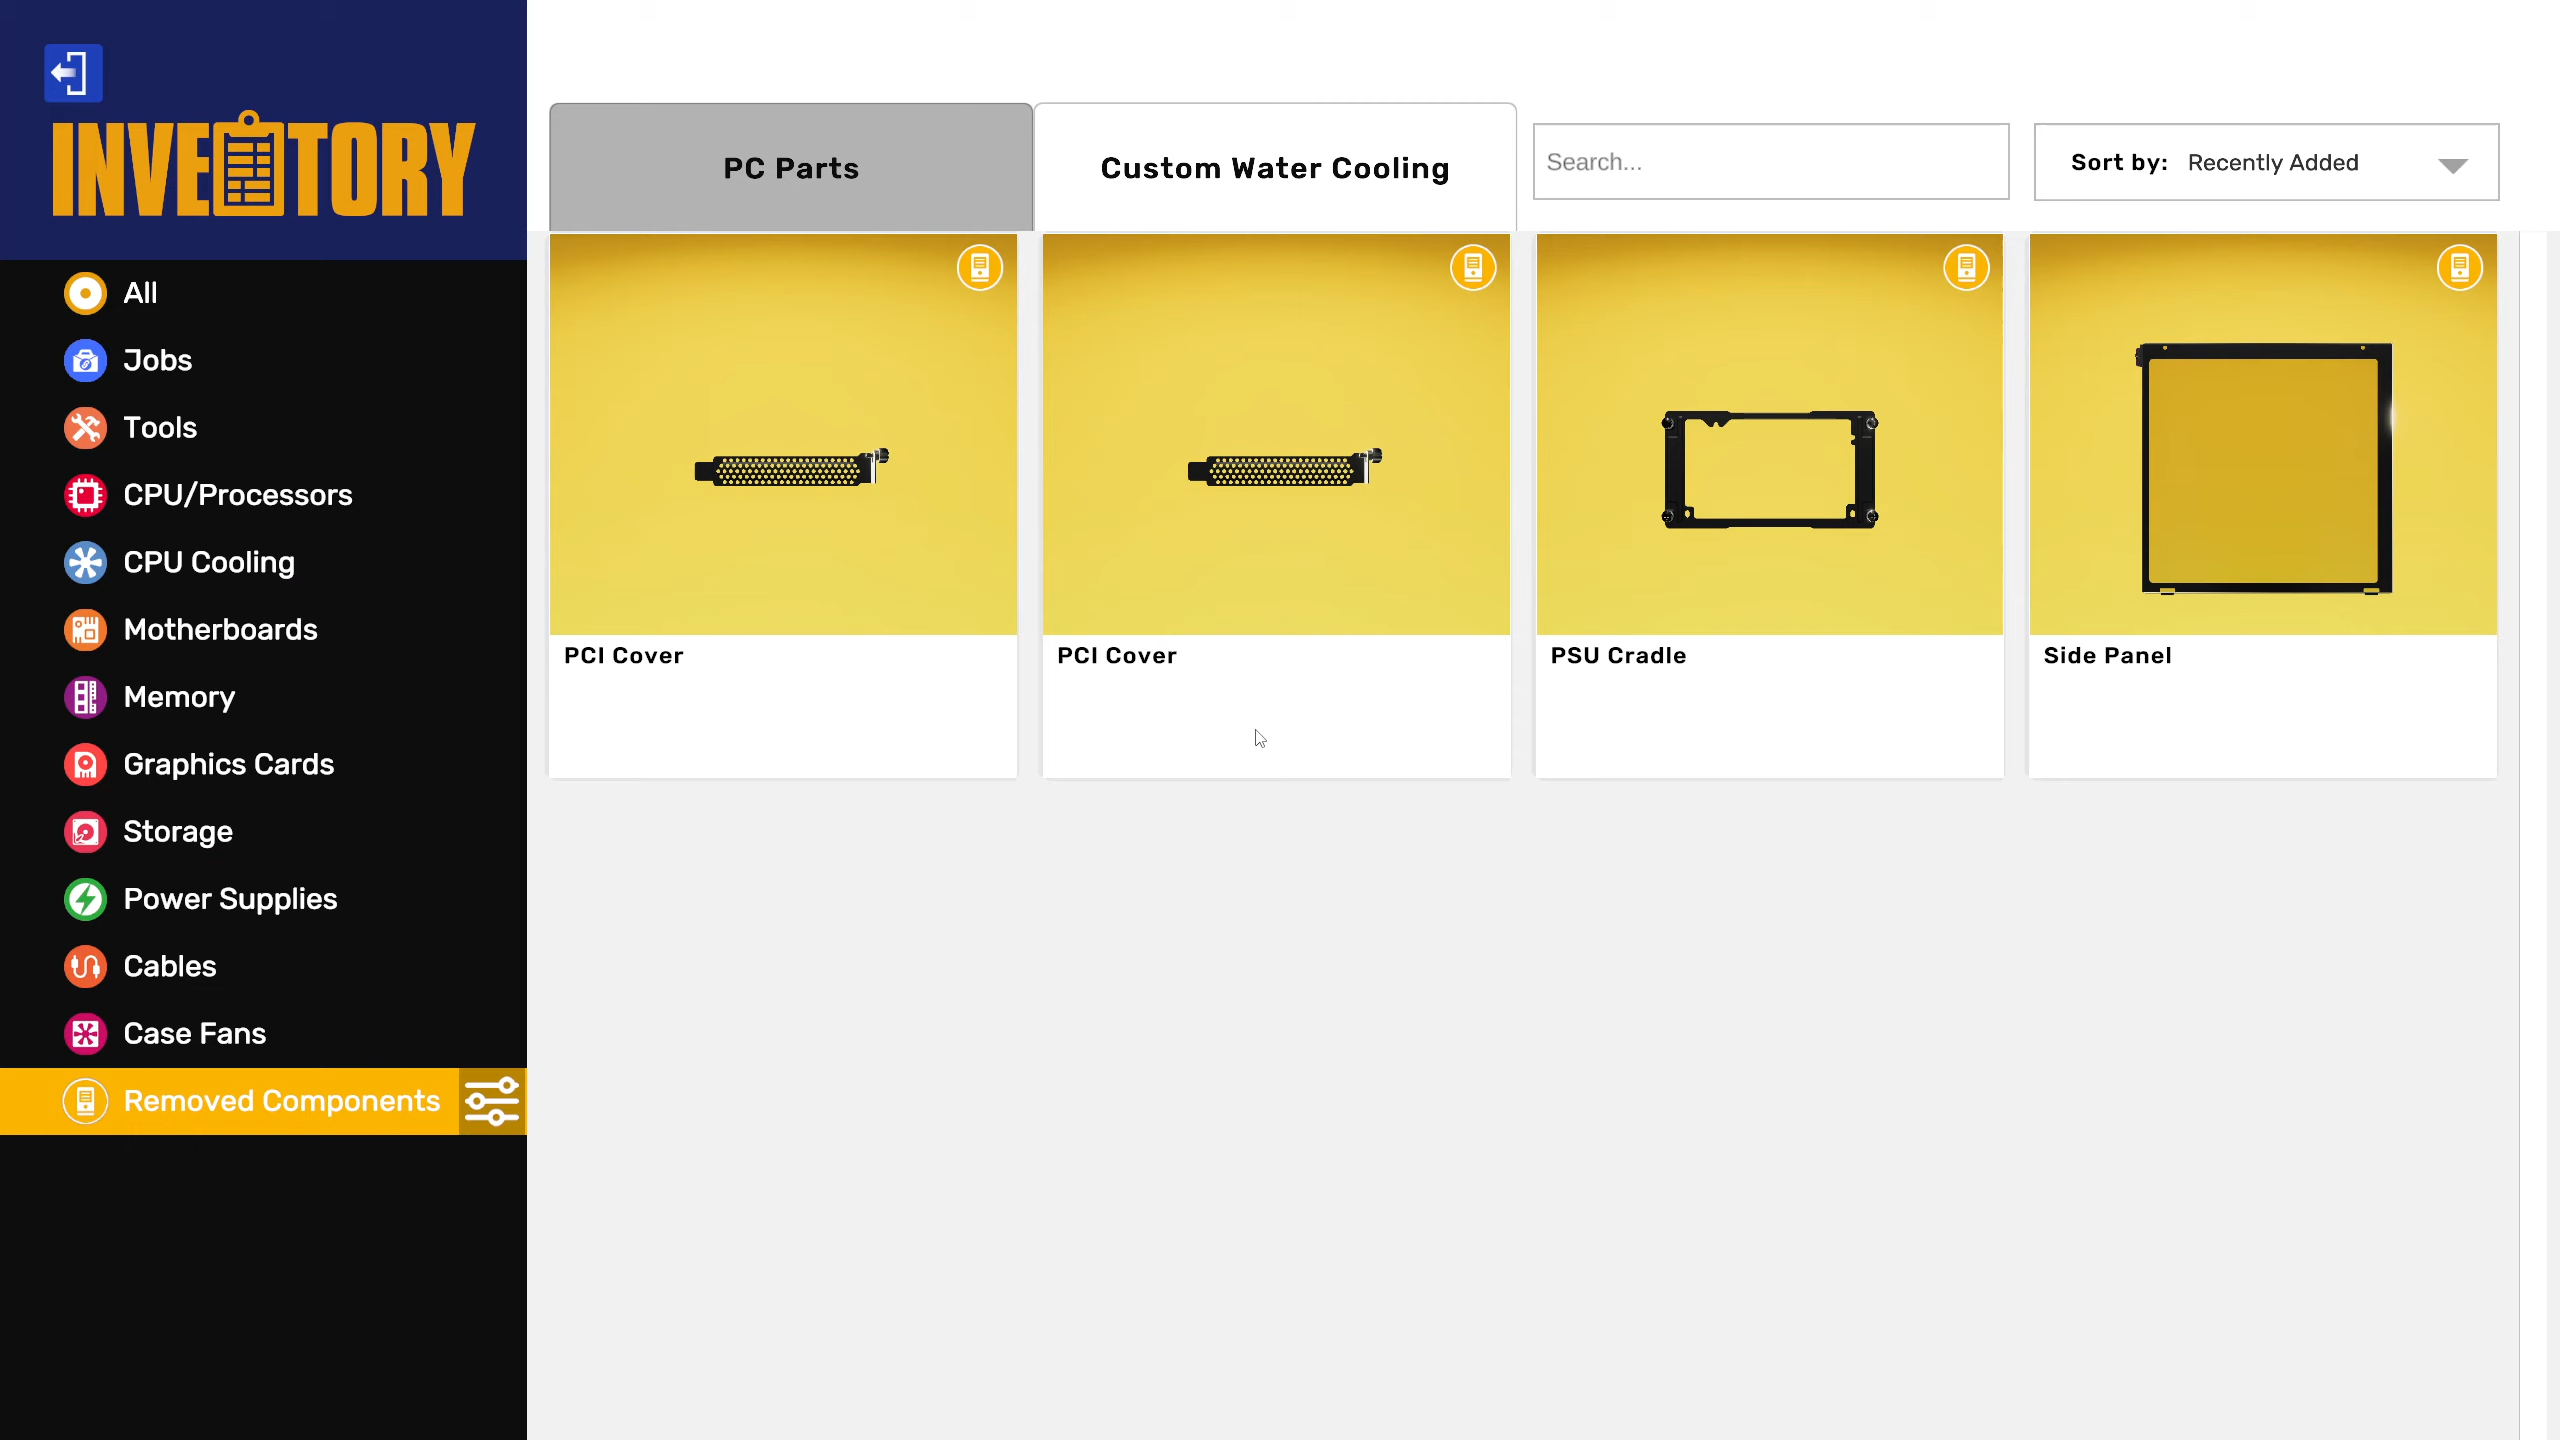 INVENTORY
PC Parts
Custom Water Cooling
Search...
Sort by: Recently Added
All
Jobs
Tools
CPU/Processors
CPU Cooling
Motherboards
Memory
Graphics Cards
Storage
Power Supplies
Cables
Case Fans
Removed Components
PCI Cover
PCI Cover
PSU Cradle
Side Panel